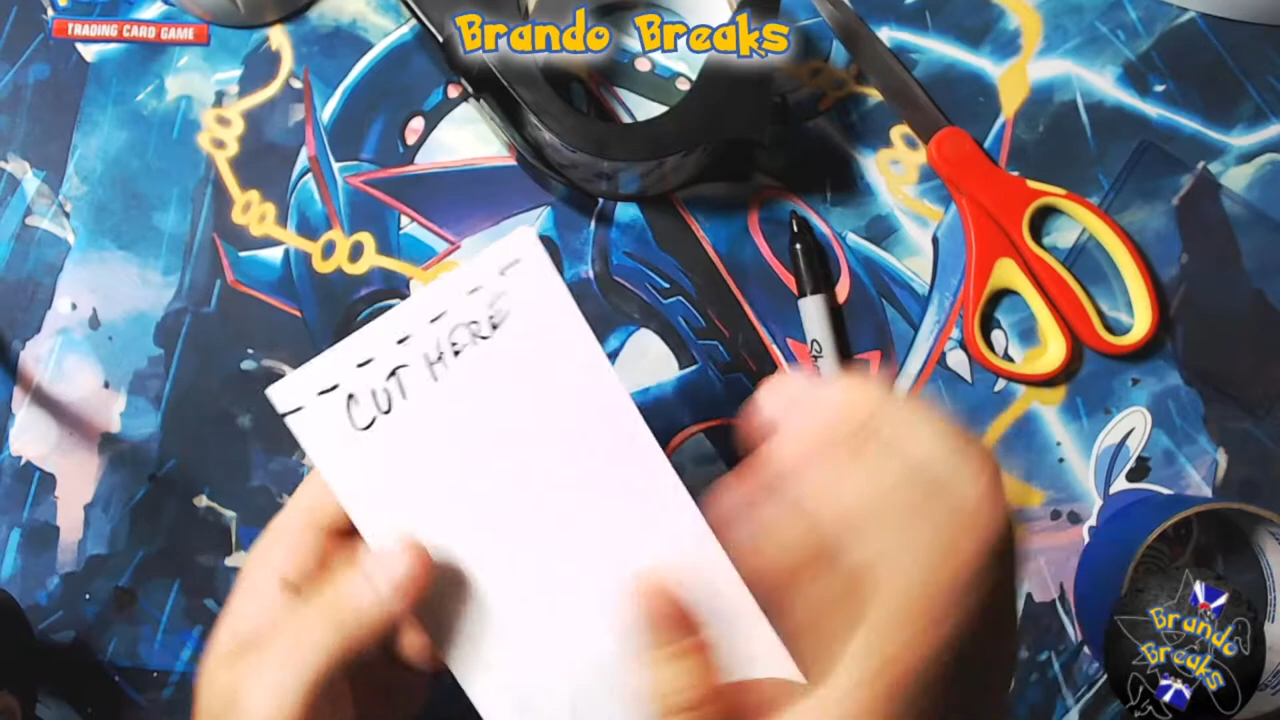 TRADING CARD GAME
Brando Breaks
CUT HERE
Brando
Breaks